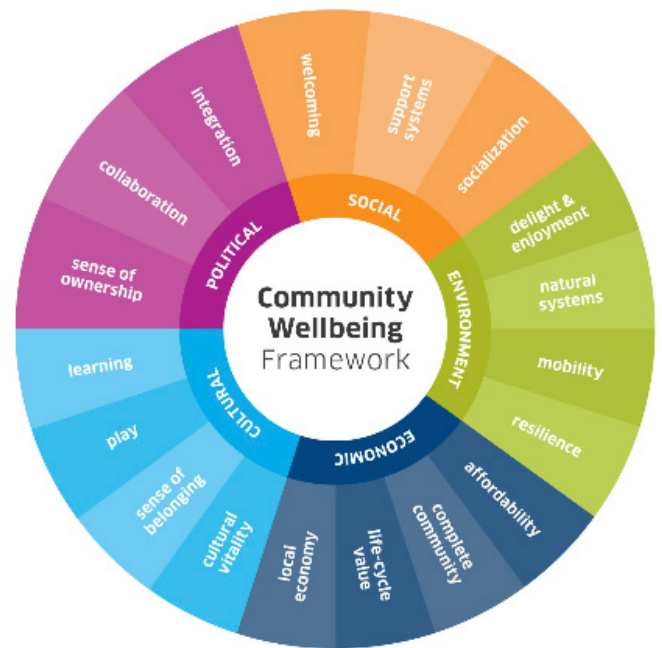 Community
Wellbeing
Framework
SOCIAL
welcoming
support
systems
socialization
ENVIRONMENT
delight &
enjoyment
natural
systems
mobility
resilience
ECONOMIC
affordability
complete
community
life-cycle
value
local
economy
CULTURAL
cultural
vitality
sense of
belonging
play
learning
POLITICAL
sense of
ownership
collaboration
integration